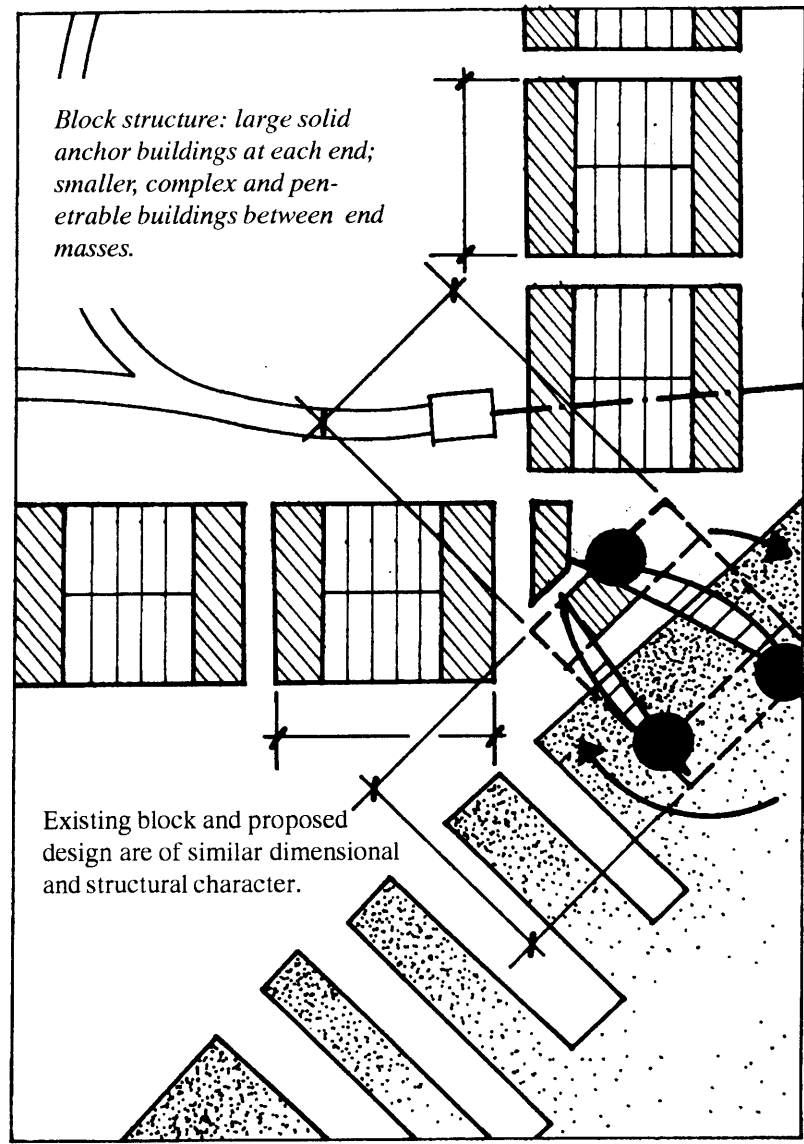 Block structure: large solid
anchor buildings at each end;
smaller, complex and pen-
etrable buildings between end
masses.
Existing block and proposed
design are of similar dimensional
and structural character.